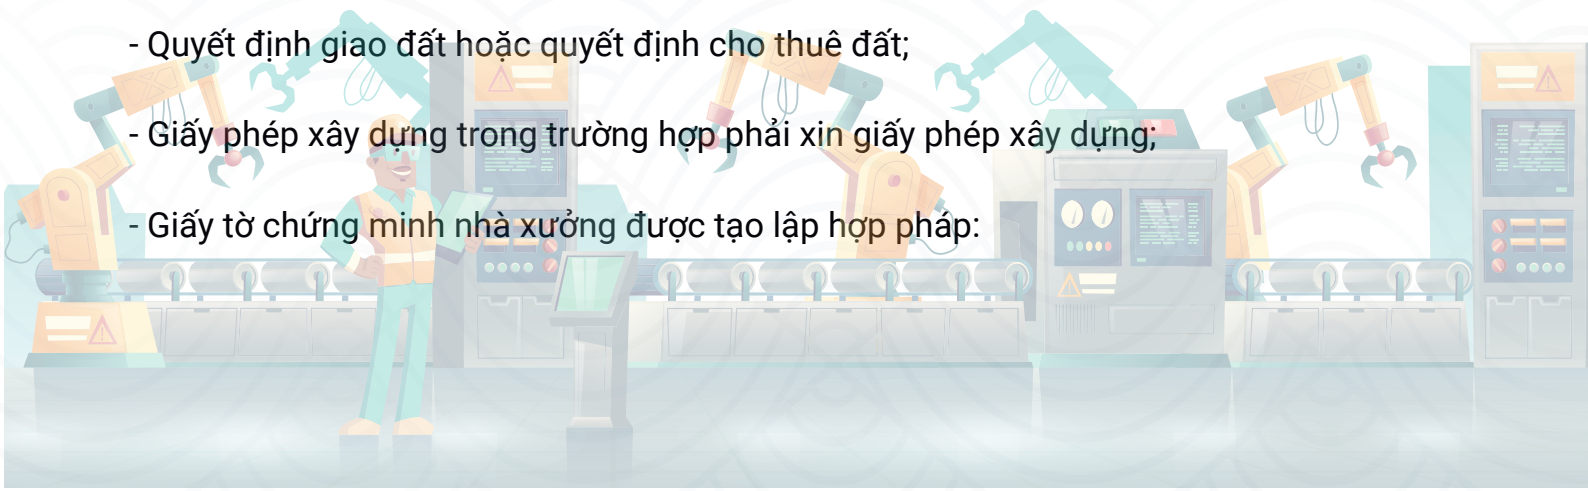 - Quyết định giao đất hoặc quyết định cho thuê đất;
- Giấy phép xây dựng trong trường hợp phải xin giấy phép xây dựng;
- Giấy tờ chứng minh nhà xưởng được tạo lập hợp pháp: